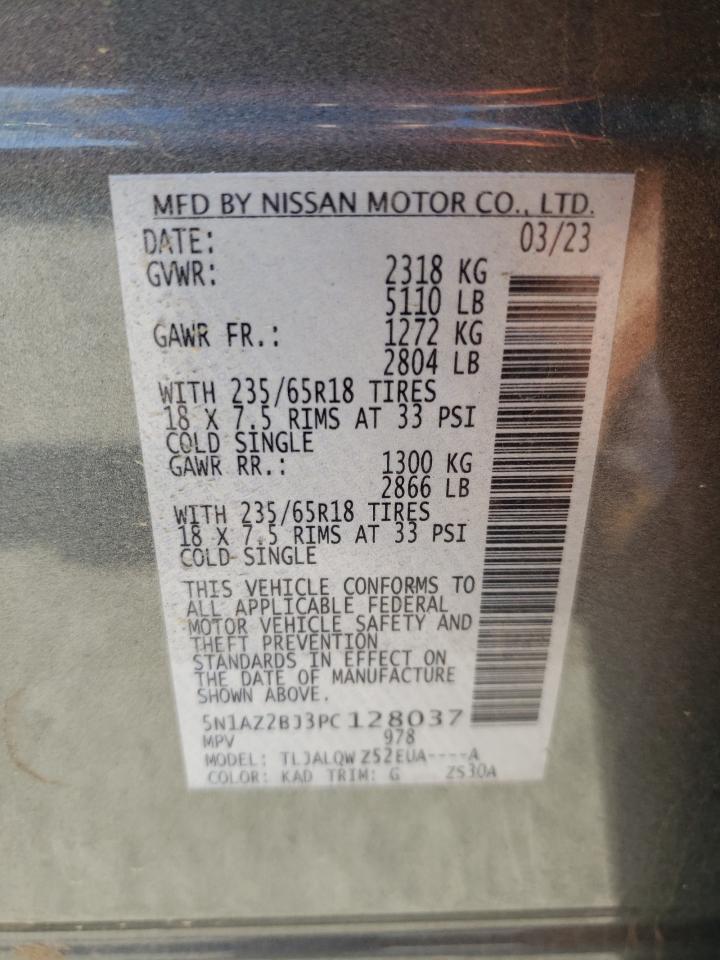 MFD BY NISSAN MOTOR CO., LTD.
DATE: 03/23
GVWR: 2318 KG
5110 LB
GAWR FR.: 1272 KG
2804 LB
WITH 235/65R18 TIRES
18 X 7.5 RIMS AT 33 PSI
COLD SINGLE
GAWR RR.: 1300 KG
2866 LB
WITH 235/65R18 TIRES
18 X 7.5 RIMS AT 33 PSI
COLD SINGLE
THIS VEHICLE CONFORMS TO
ALL APPLICABLE FEDERAL
MOTOR VEHICLE SAFETY AND
THEFT PREVENTION
STANDARDS IN EFFECT ON
THE DATE OF MANUFACTURE
SHOWN ABOVE.
5N1AZ2BJ3PC128037
MPV 978
MODEL: TLJALQW Z52EUA----A
COLOR: KAD TRIM: G ZS30A